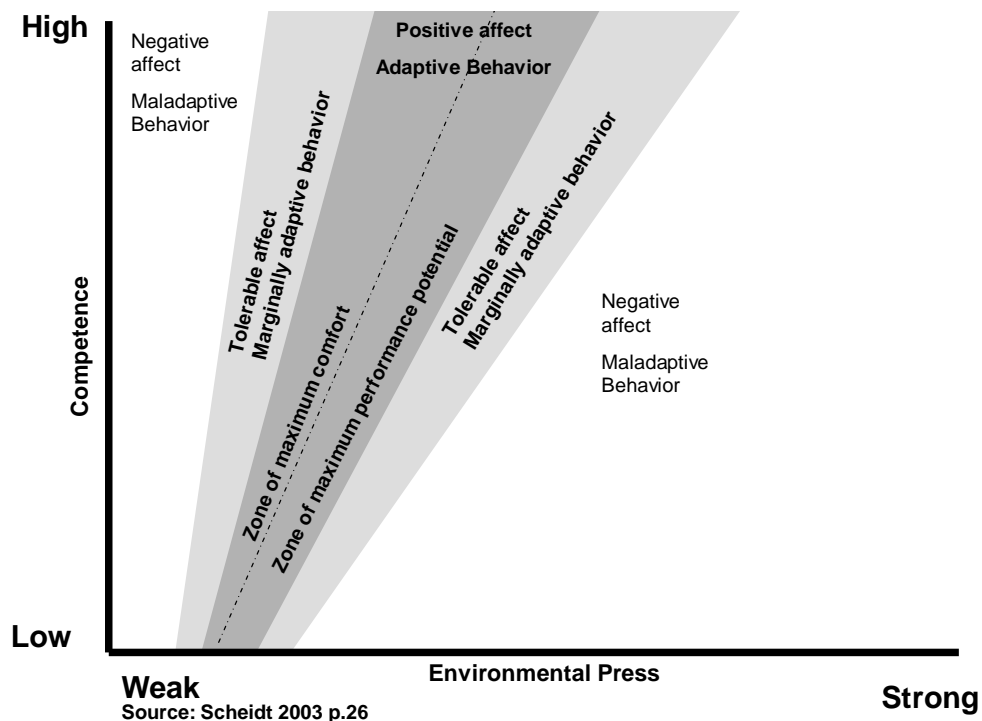 High
Negative
affect
Maladaptive
Behavior
Positive affect
Adaptive Behavior
Tolerable affect
Marginally adaptive behavior
Zone of maximum comfort
Zone of maximum performance potential
Tolerable affect
Marginally adaptive behavior
Negative
affect
Maladaptive
Behavior
Competence
Low
Environmental Press
Weak
Strong
Source: Scheidt 2003 p.26